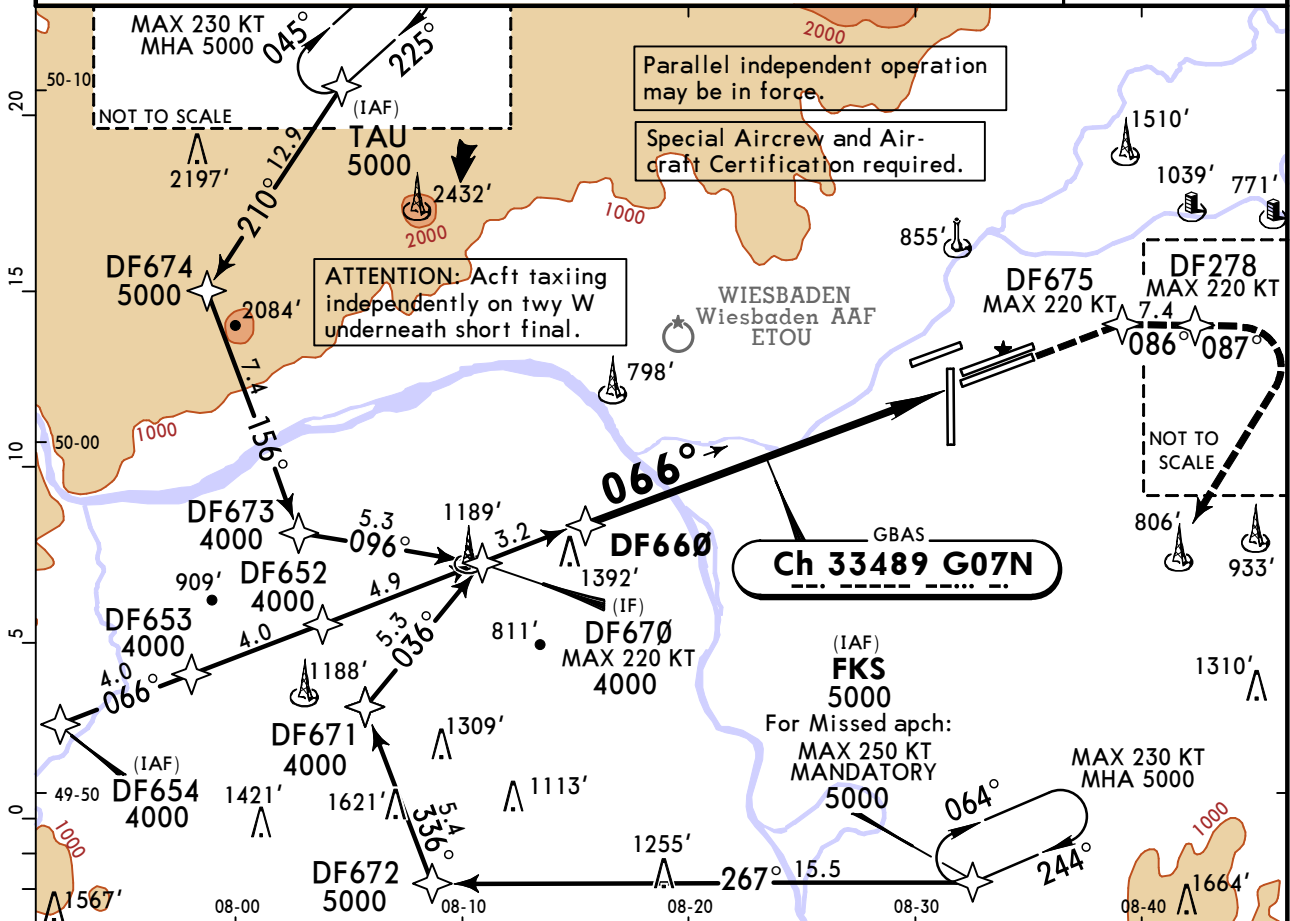 MAX 230 KT
MHA 5000
045°
225°
2000
Parallel independent operation
may be in force.
50-10
20
NOT TO SCALE
(IAF)
TAU
5000
12.9
210°
2197'
2432'
2000
Special Aircrew and Air-
craft Certification required.
1000
1510'
1039'
771'
855'
DF674
5000
15
2084'
ATTENTION: Acft taxiing
independently on twy W
underneath short final.
WIESBADEN
Wiesbaden AAF
ETOU
DF675
MAX 220 KT
DF278
MAX 220 KT
7.4
086°
087°
798'
7.4
156°
1000
50-00
10
NOT TO
SCALE
066°
DF673
4000
5.3
096°
1189'
3.2
DF66Ø
1392'
GBAS
Ch 33489 G07N
806'
933'
909'
DF652
4000
4.9
(IF)
DF67Ø
MAX 220 KT
4000
811'
5
DF653
4000
4.0
5.3
036°
4.0
066°
1188'
DF671
4000
1309'
(IAF)
FKS
5000
For Missed apch:
MAX 250 KT
MANDATORY
5000
1310'
MAX 230 KT
MHA 5000
(IAF)
DF654
4000
49-50
0
1421'
1621'
1113'
5.4
336°
064°
244°
1000
1000
1255'
DF672
5000
267°
15.5
1567'
1664'
08-00
08-10
08-20
08-30
08-40